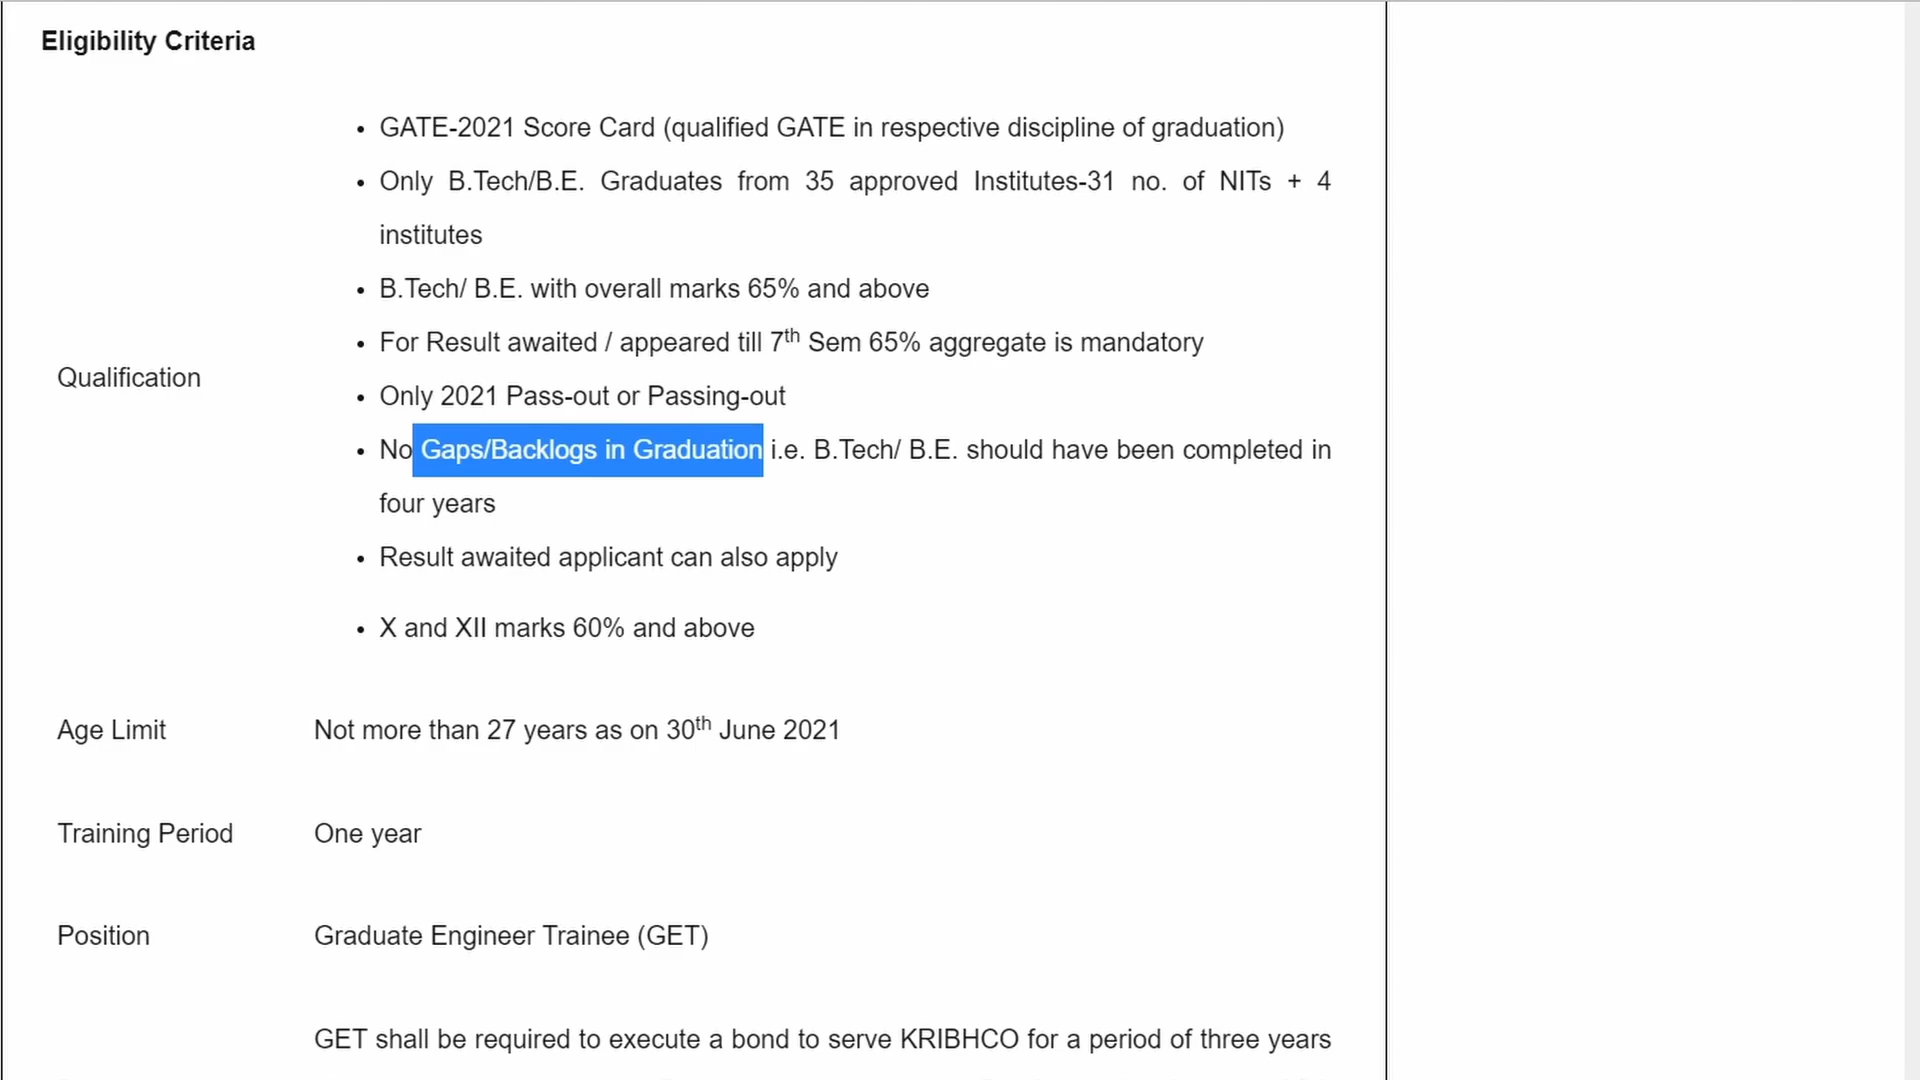 Eligibility Criteria
• GATE-2021 Score Card (qualified GATE in respective discipline of graduation)
• Only B.Tech/B.E. Graduates from 35 approved Institutes-31 no. of NITs + 4
institutes
• B.Tech/ B.E. with overall marks 65% and above
• For Result awaited / appeared till 7th Sem 65% aggregate is mandatory
Qualification
• Only 2021 Pass-out or Passing-out
• No Gaps/Backlogs in Graduation i.e. B.Tech/ B.E. should have been completed in
four years
• Result awaited applicant can also apply
• X and XII marks 60% and above
Age Limit Not more than 27 years as on 30th June 2021
Training Period One year
Position Graduate Engineer Trainee (GET)
GET shall be required to execute a bond to serve KRIBHCO for a period of three years